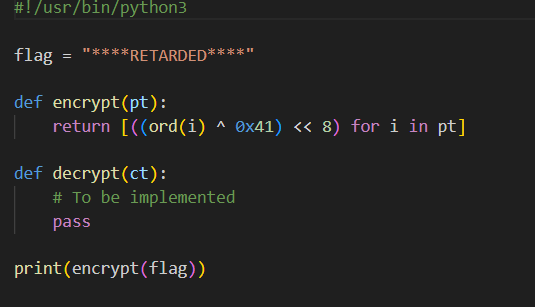 #!/usr/bin/python3
flag = "****RETARDED****"
def encrypt(pt):
    return [((ord(i) ^ 0x41) << 8) for i in pt]
def decrypt(ct):
    # To be implemented
    pass
print(encrypt(flag))